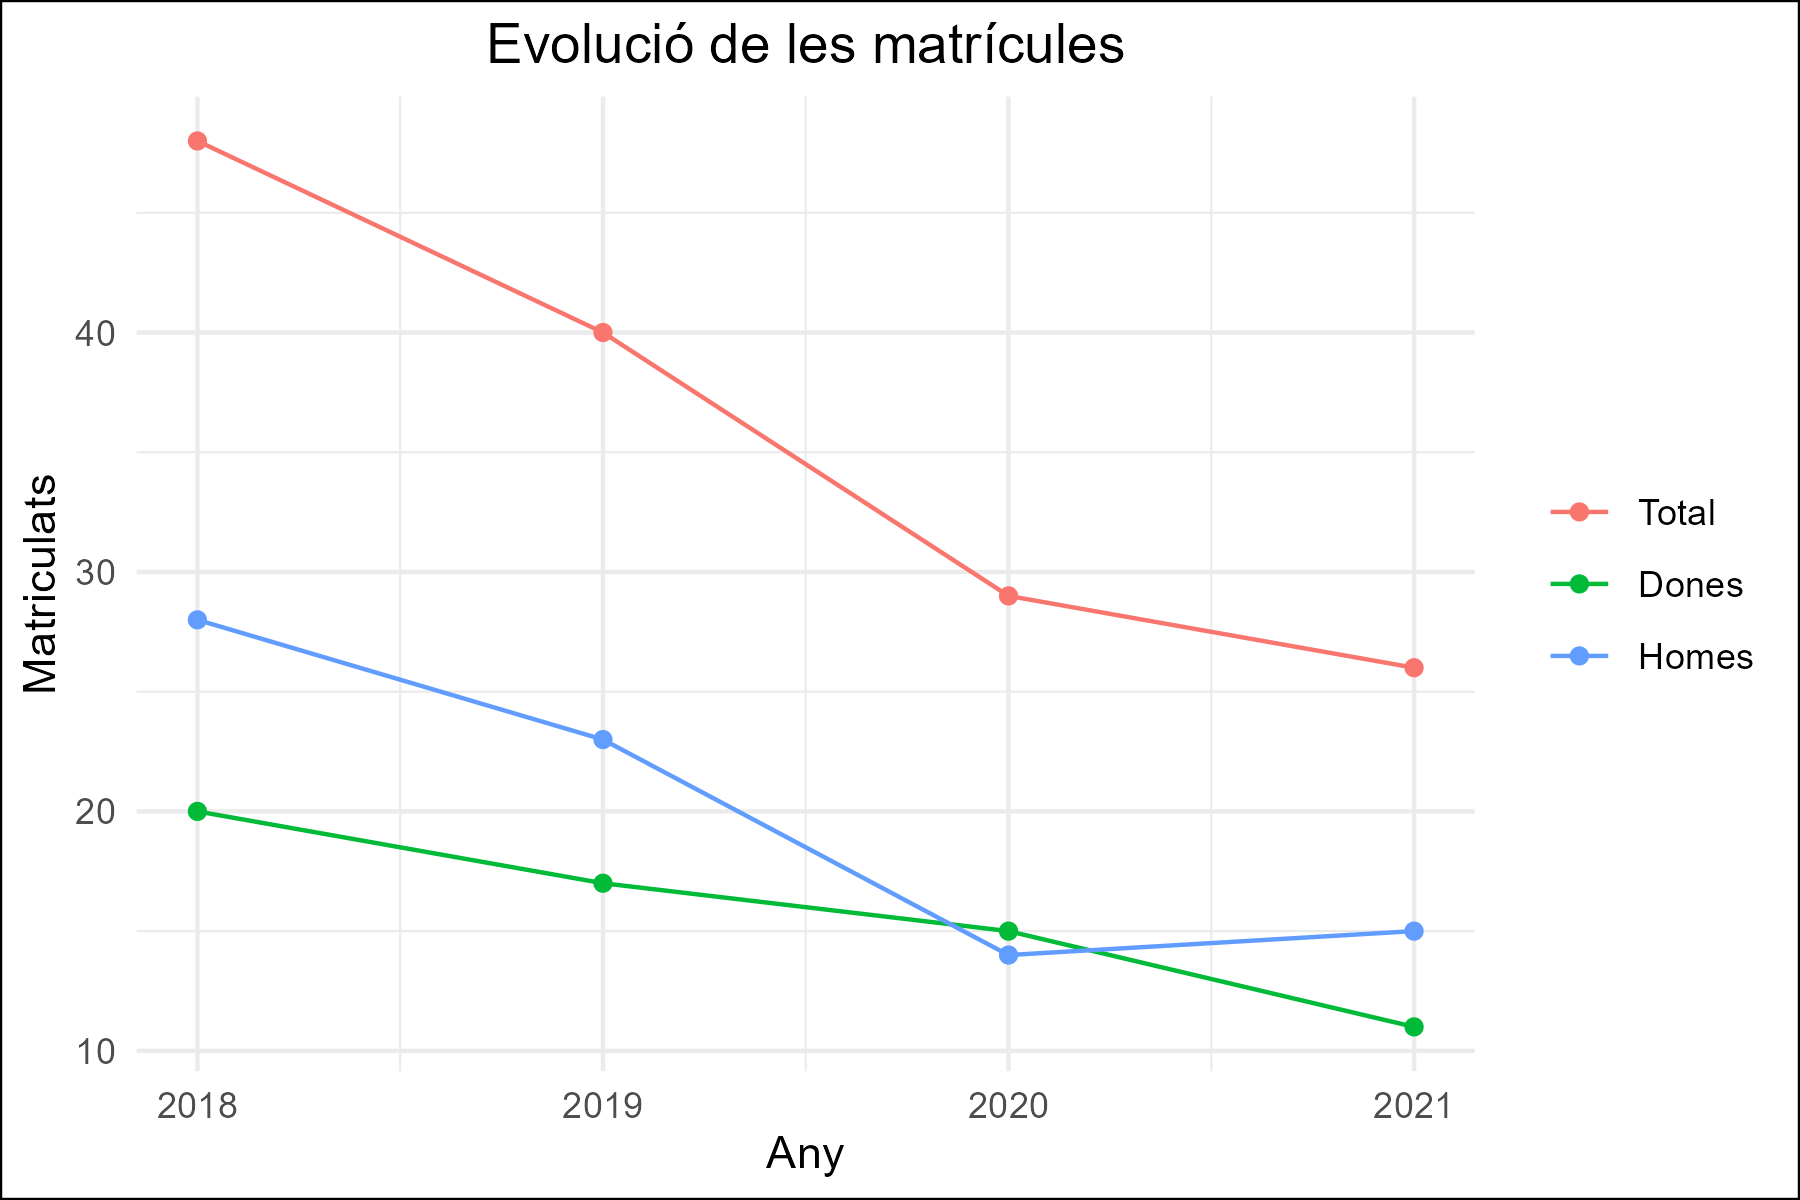 Evolució de les matrícules
Matriculats
40
30
20
10
2018
2019
2020
2021
Any
Total
Dones
Homes